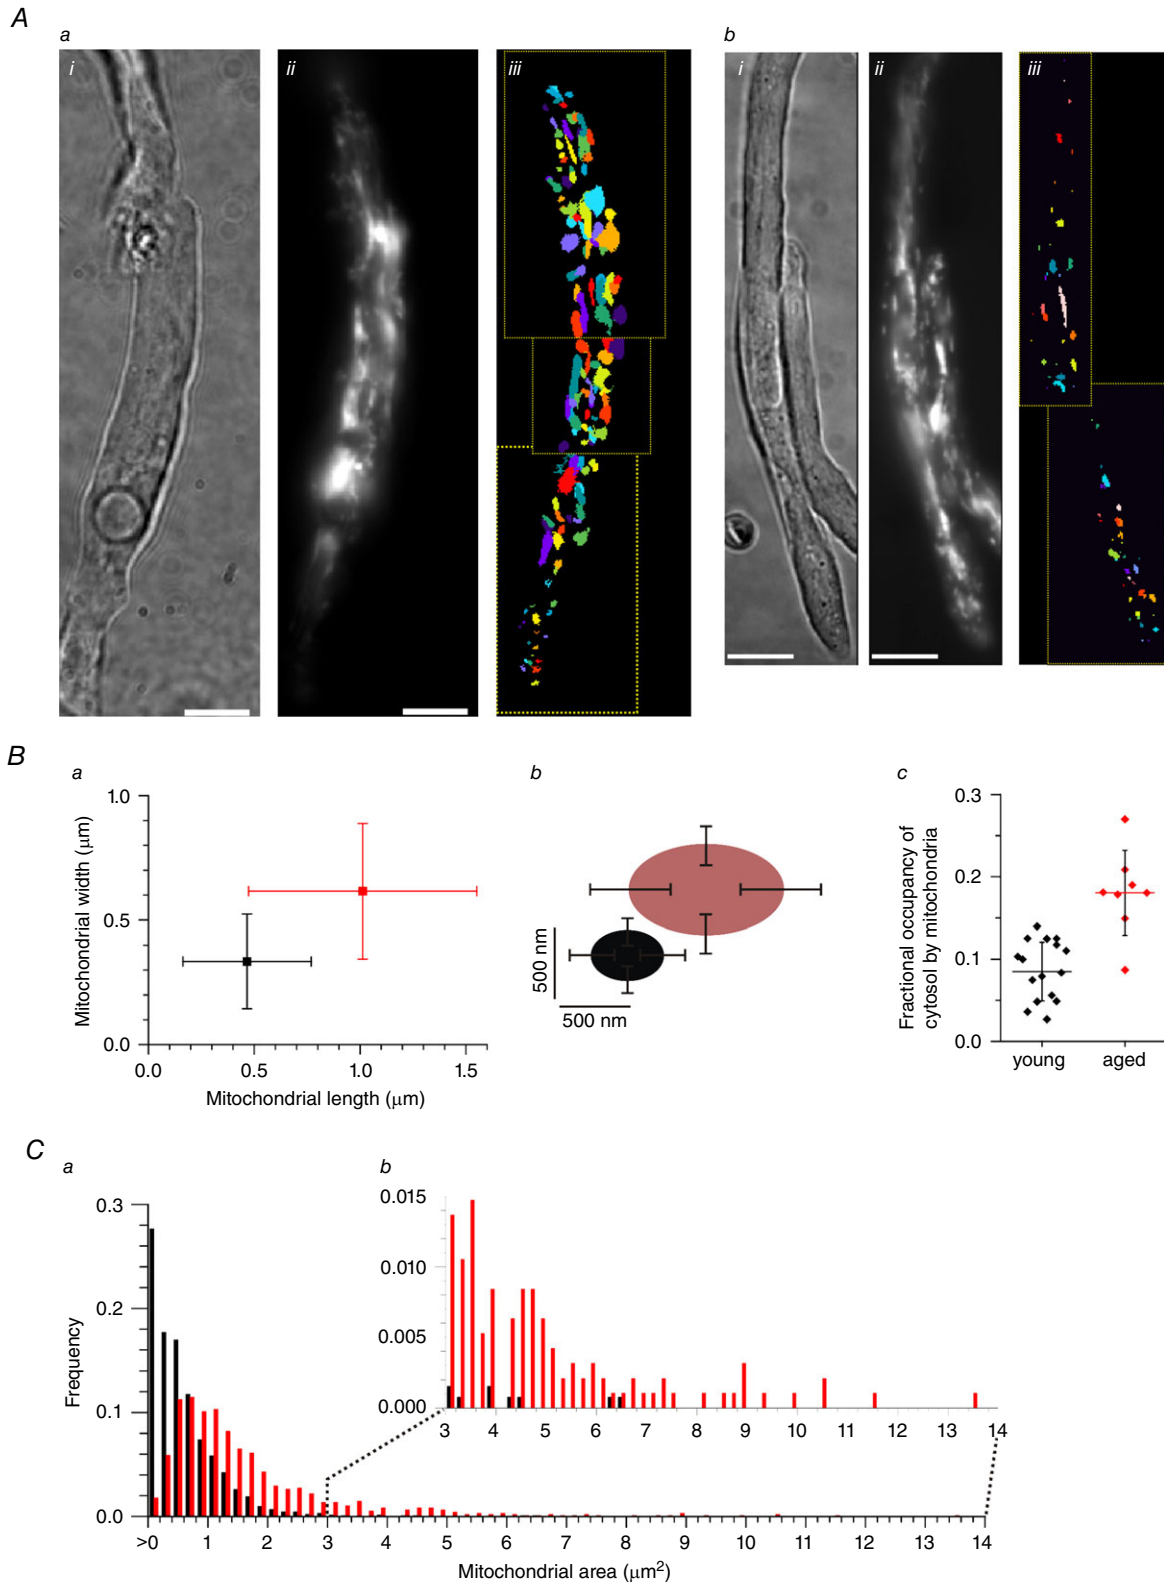 A
a
b
i
ii
iii
i
ii
iii
B
a
b
c
1.0
0.5
0.0
Mitochondrial width (μm)
0.0
0.5
1.0
1.5
Mitochondrial length (μm)
500 nm
500 nm
0.3
0.2
0.1
0.0
Fractional occupancy of
cytosol by mitochondria
young
aged
C
a
b
0.3
0.2
0.1
0.0
Frequency
0.015
0.010
0.005
0.000
3 4 5 6 7 8 9 10 11 12 13 14
>0 1 2 3 4 5 6 7 8 9 10 11 12 13 14
Mitochondrial area (μm²)